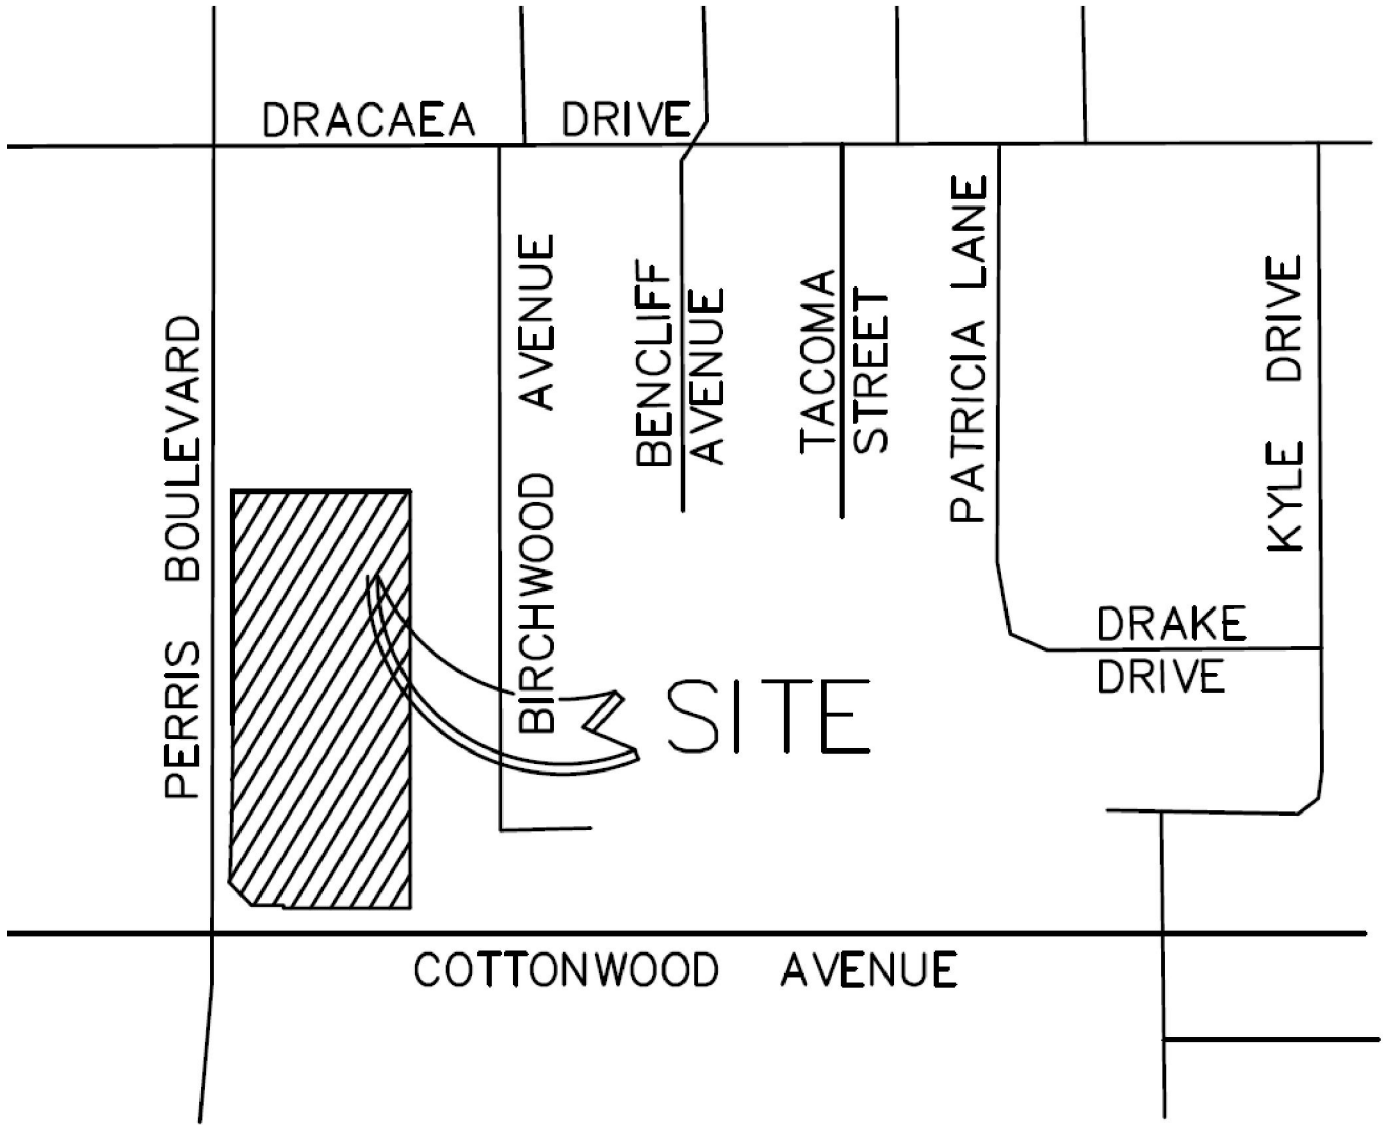 DRACAEA DRIVE
PERRIS BOULEVARD
BIRCHWOOD AVENUE
BENCLIFF
AVENUE
TACOMA
STREET
PATRICIA LANE
KYLE DRIVE
DRAKE
DRIVE
SITE
COTTONWOOD AVENUE